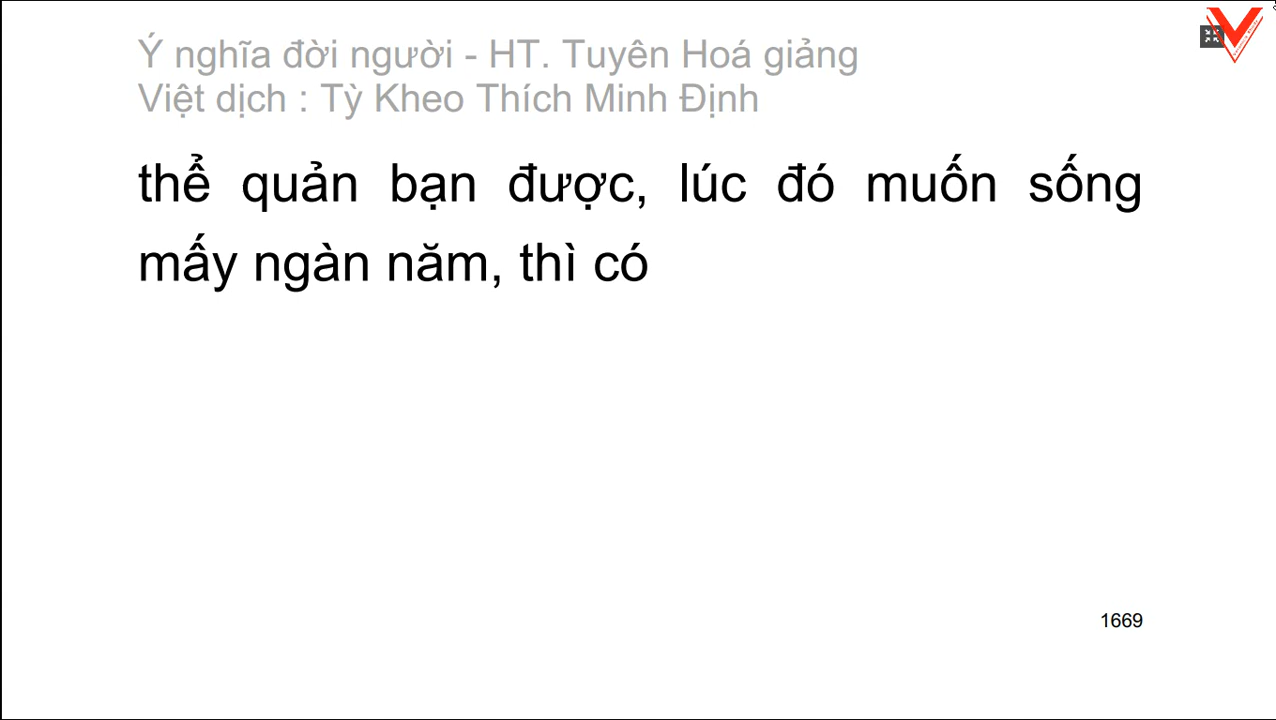 Ý nghĩa đời người - HT. Tuyên Hoá giảng
Việt dịch : Tỳ Kheo Thích Minh Định
thể quản bạn được, lúc đó muốn sống
mấy ngàn năm, thì có
1669